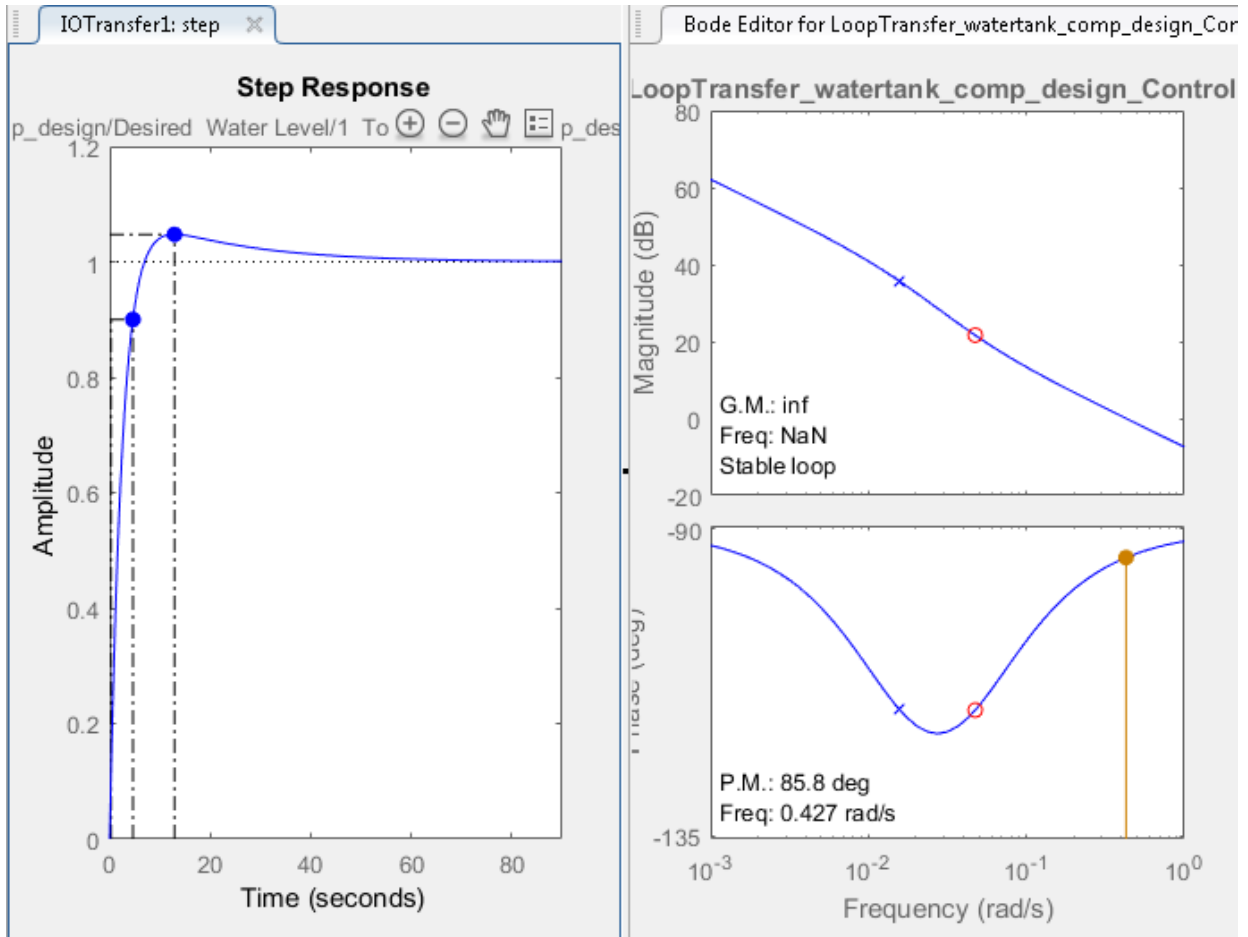 IOTransfer1: step
Step Response
p_design/Desired Water Level/1 To
p_des
1.2
1
0.8
0.6
0.4
0.2
0
Amplitude
0 20 40 60 80
Time (seconds)
Bode Editor for LoopTransfer_watertank_comp_design_Cor
LoopTransfer_watertank_comp_design_Control
80
60
40
20
0
-20
Magnitude (dB)
G.M.: inf
Freq: NaN
Stable loop
-90
-135
P.M.: 85.8 deg
Freq: 0.427 rad/s
10^-3 10^-2 10^-1 10^0
Frequency (rad/s)